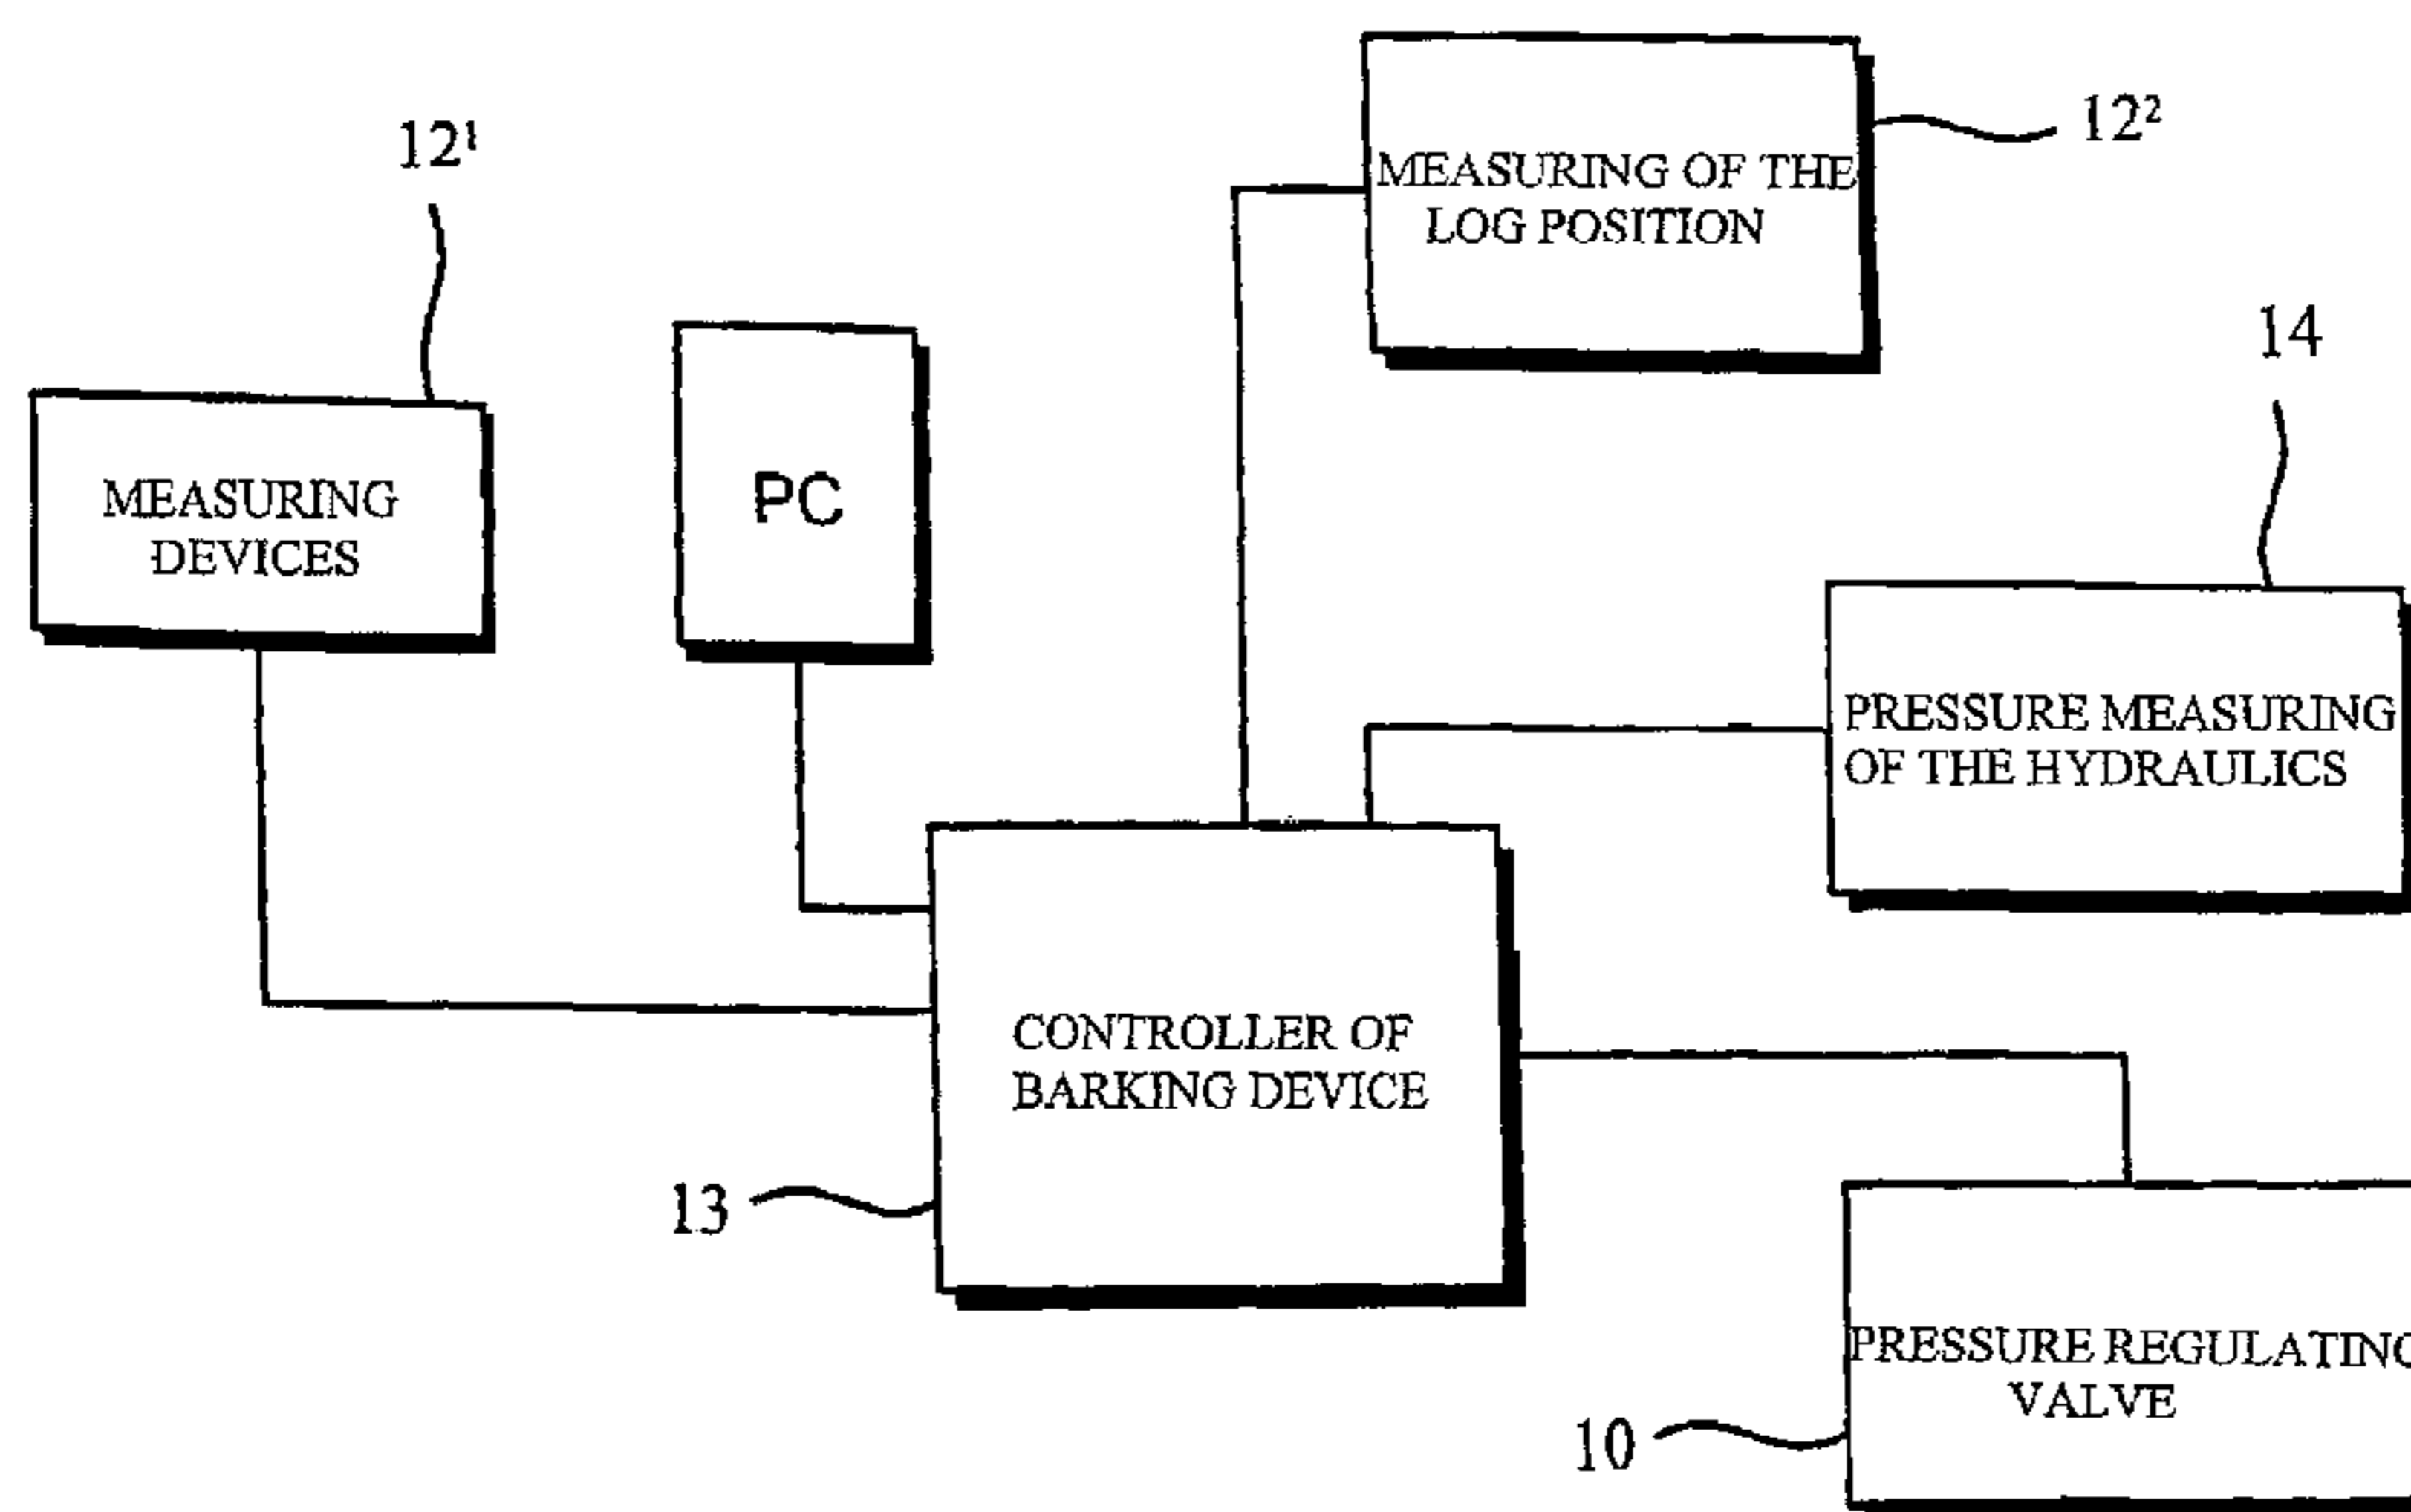 12¹
MEASURING
DEVICES
PC
MEASURING OF THE
LOG POSITION
12²
14
PRESSURE MEASURING
OF THE HYDRAULICS
CONTROLLER OF
BARKING DEVICE
13
PRESSURE REGULATING
VALVE
10